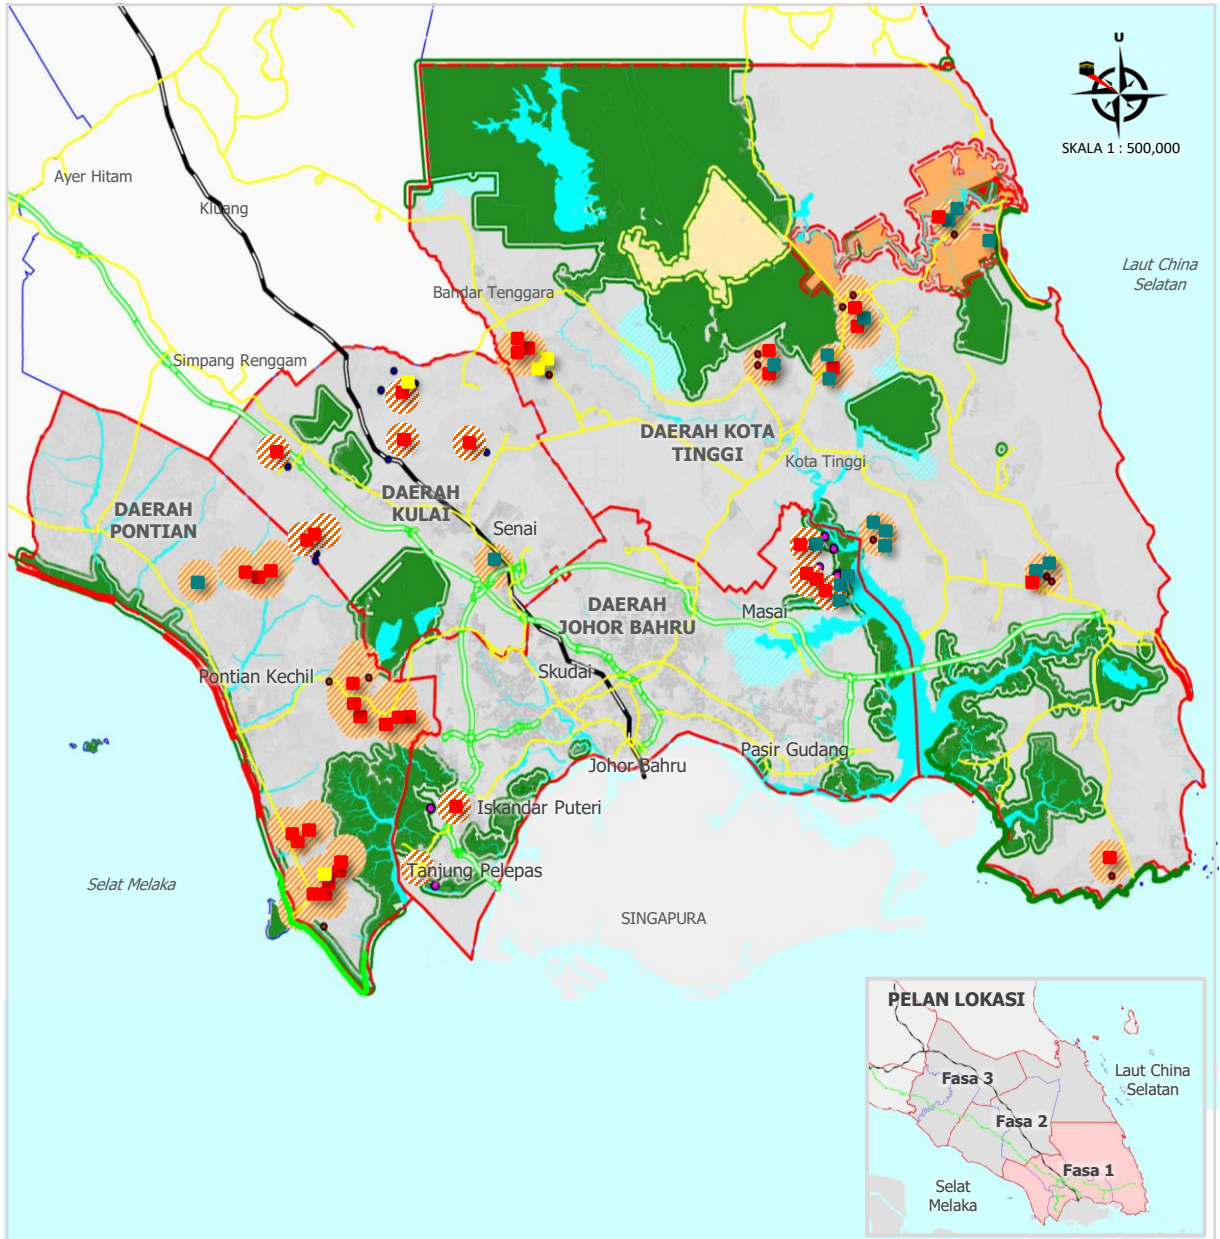 U
SKALA 1 : 500,000
Ayer Hitam
Kluang
Laut China
Selatan
Bandar Tenggara
Simpang Renggam
DAERAH KOTA
TINGGI
Kota Tinggi
DAERAH
KULAI
DAERAH
PONTIAN
Senai
DAERAH
JOHOR BAHRU
Masai
Skudai
Pontian Kechil
Pasir Gudang
Johor Bahru
Iskandar Puteri
Tanjung Pelepas
Selat Melaka
SINGAPURA
PELAN LOKASI
Fasa 3
Laut China
Selatan
Fasa 2
Fasa 1
Selat
Melaka